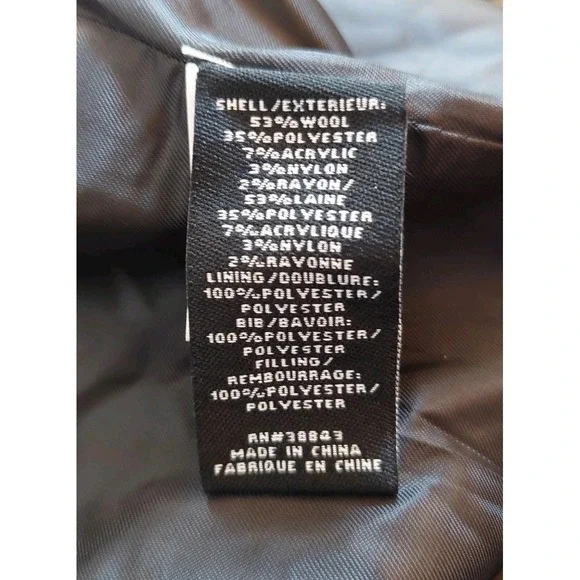 SHELL/EXTERIEUR:
53%WOOL
35%POLYESTER
7%ACRYLIC
3%NYLON
2%RAYON/
53%LAINE
35%POLYESTER
7%ACRYLIQUE
3%NYLON
2%RAYONNE
LINING/DOUBLURE:
100%POLYESTER/
POLYESTER
BIB/BAVOIR:
100%POLYESTER/
POLYESTER
FILLING/
REMBOURRAGE:
100%POLYESTER/
POLYESTER
RN#38843
MADE IN CHINA
FABRIQUE EN CHINE